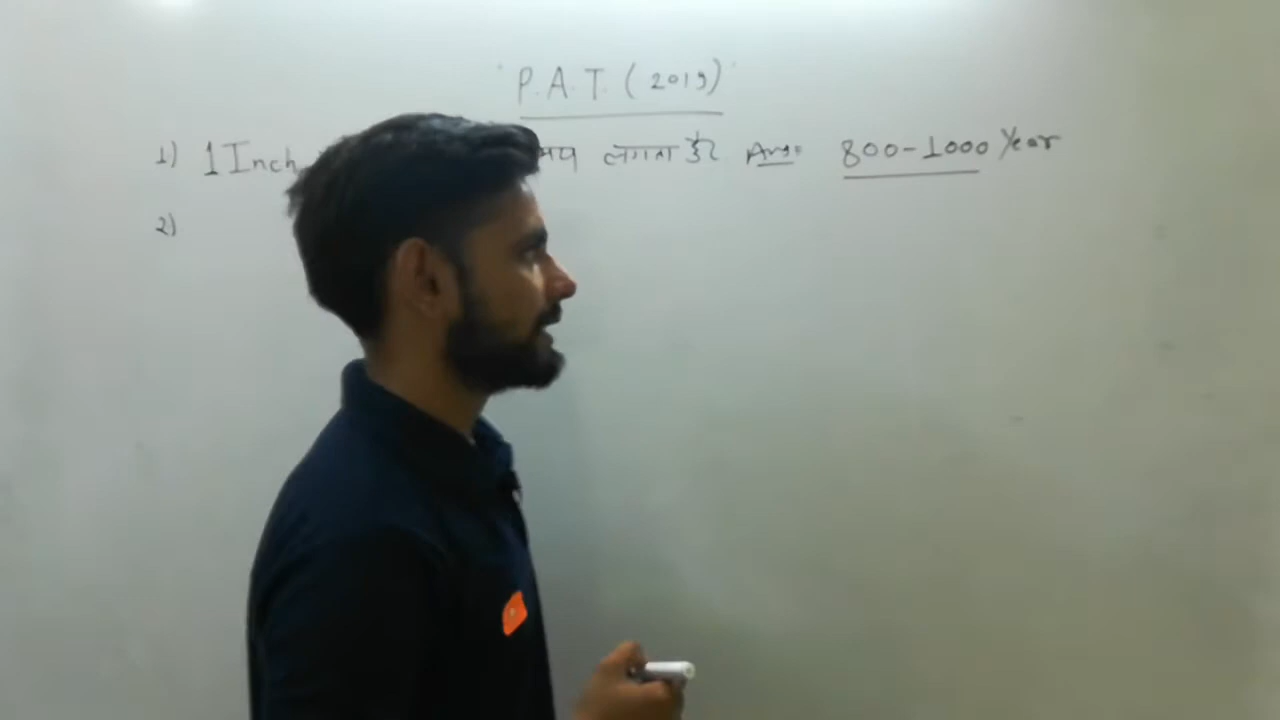 P.A.T. (2019)
1) 1 Inch लगता है? Ans= 800-1000 Year
2)